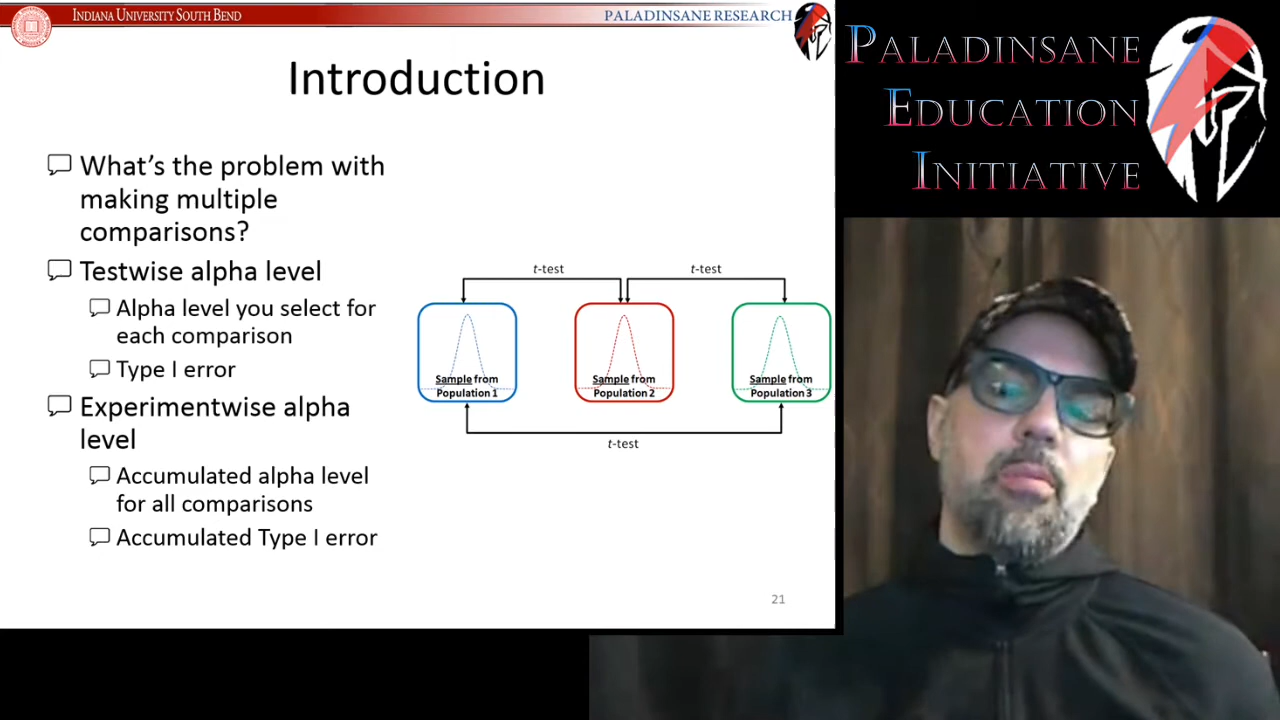 INDIANA UNIVERSITY SOUTH BEND
PALADINSANE RESEARCH
PALADINSANE
EDUCATION
INITIATIVE
Introduction
What's the problem with
making multiple
comparisons?
Testwise alpha level
Alpha level you select for
each comparison
Type I error
Experimentwise alpha
level
Accumulated alpha level
for all comparisons
Accumulated Type I error
t-test
t-test
Sample from
Population 1
Sample from
Population 2
Sample from
Population 3
t-test
21